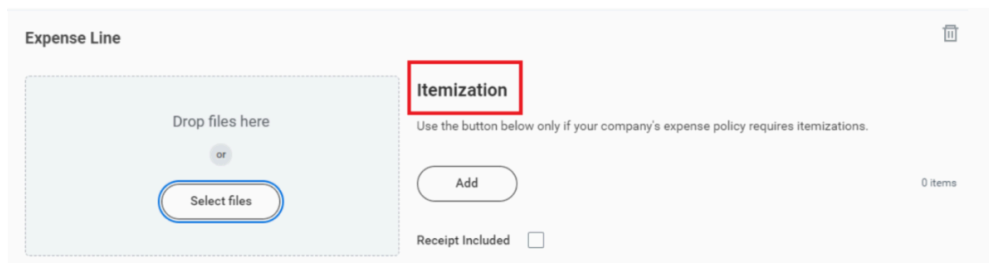 Expense Line
Drop files here
or
Select files
Itemization
Use the button below only if your company's expense policy requires itemizations.
Add
0 items
Receipt Included